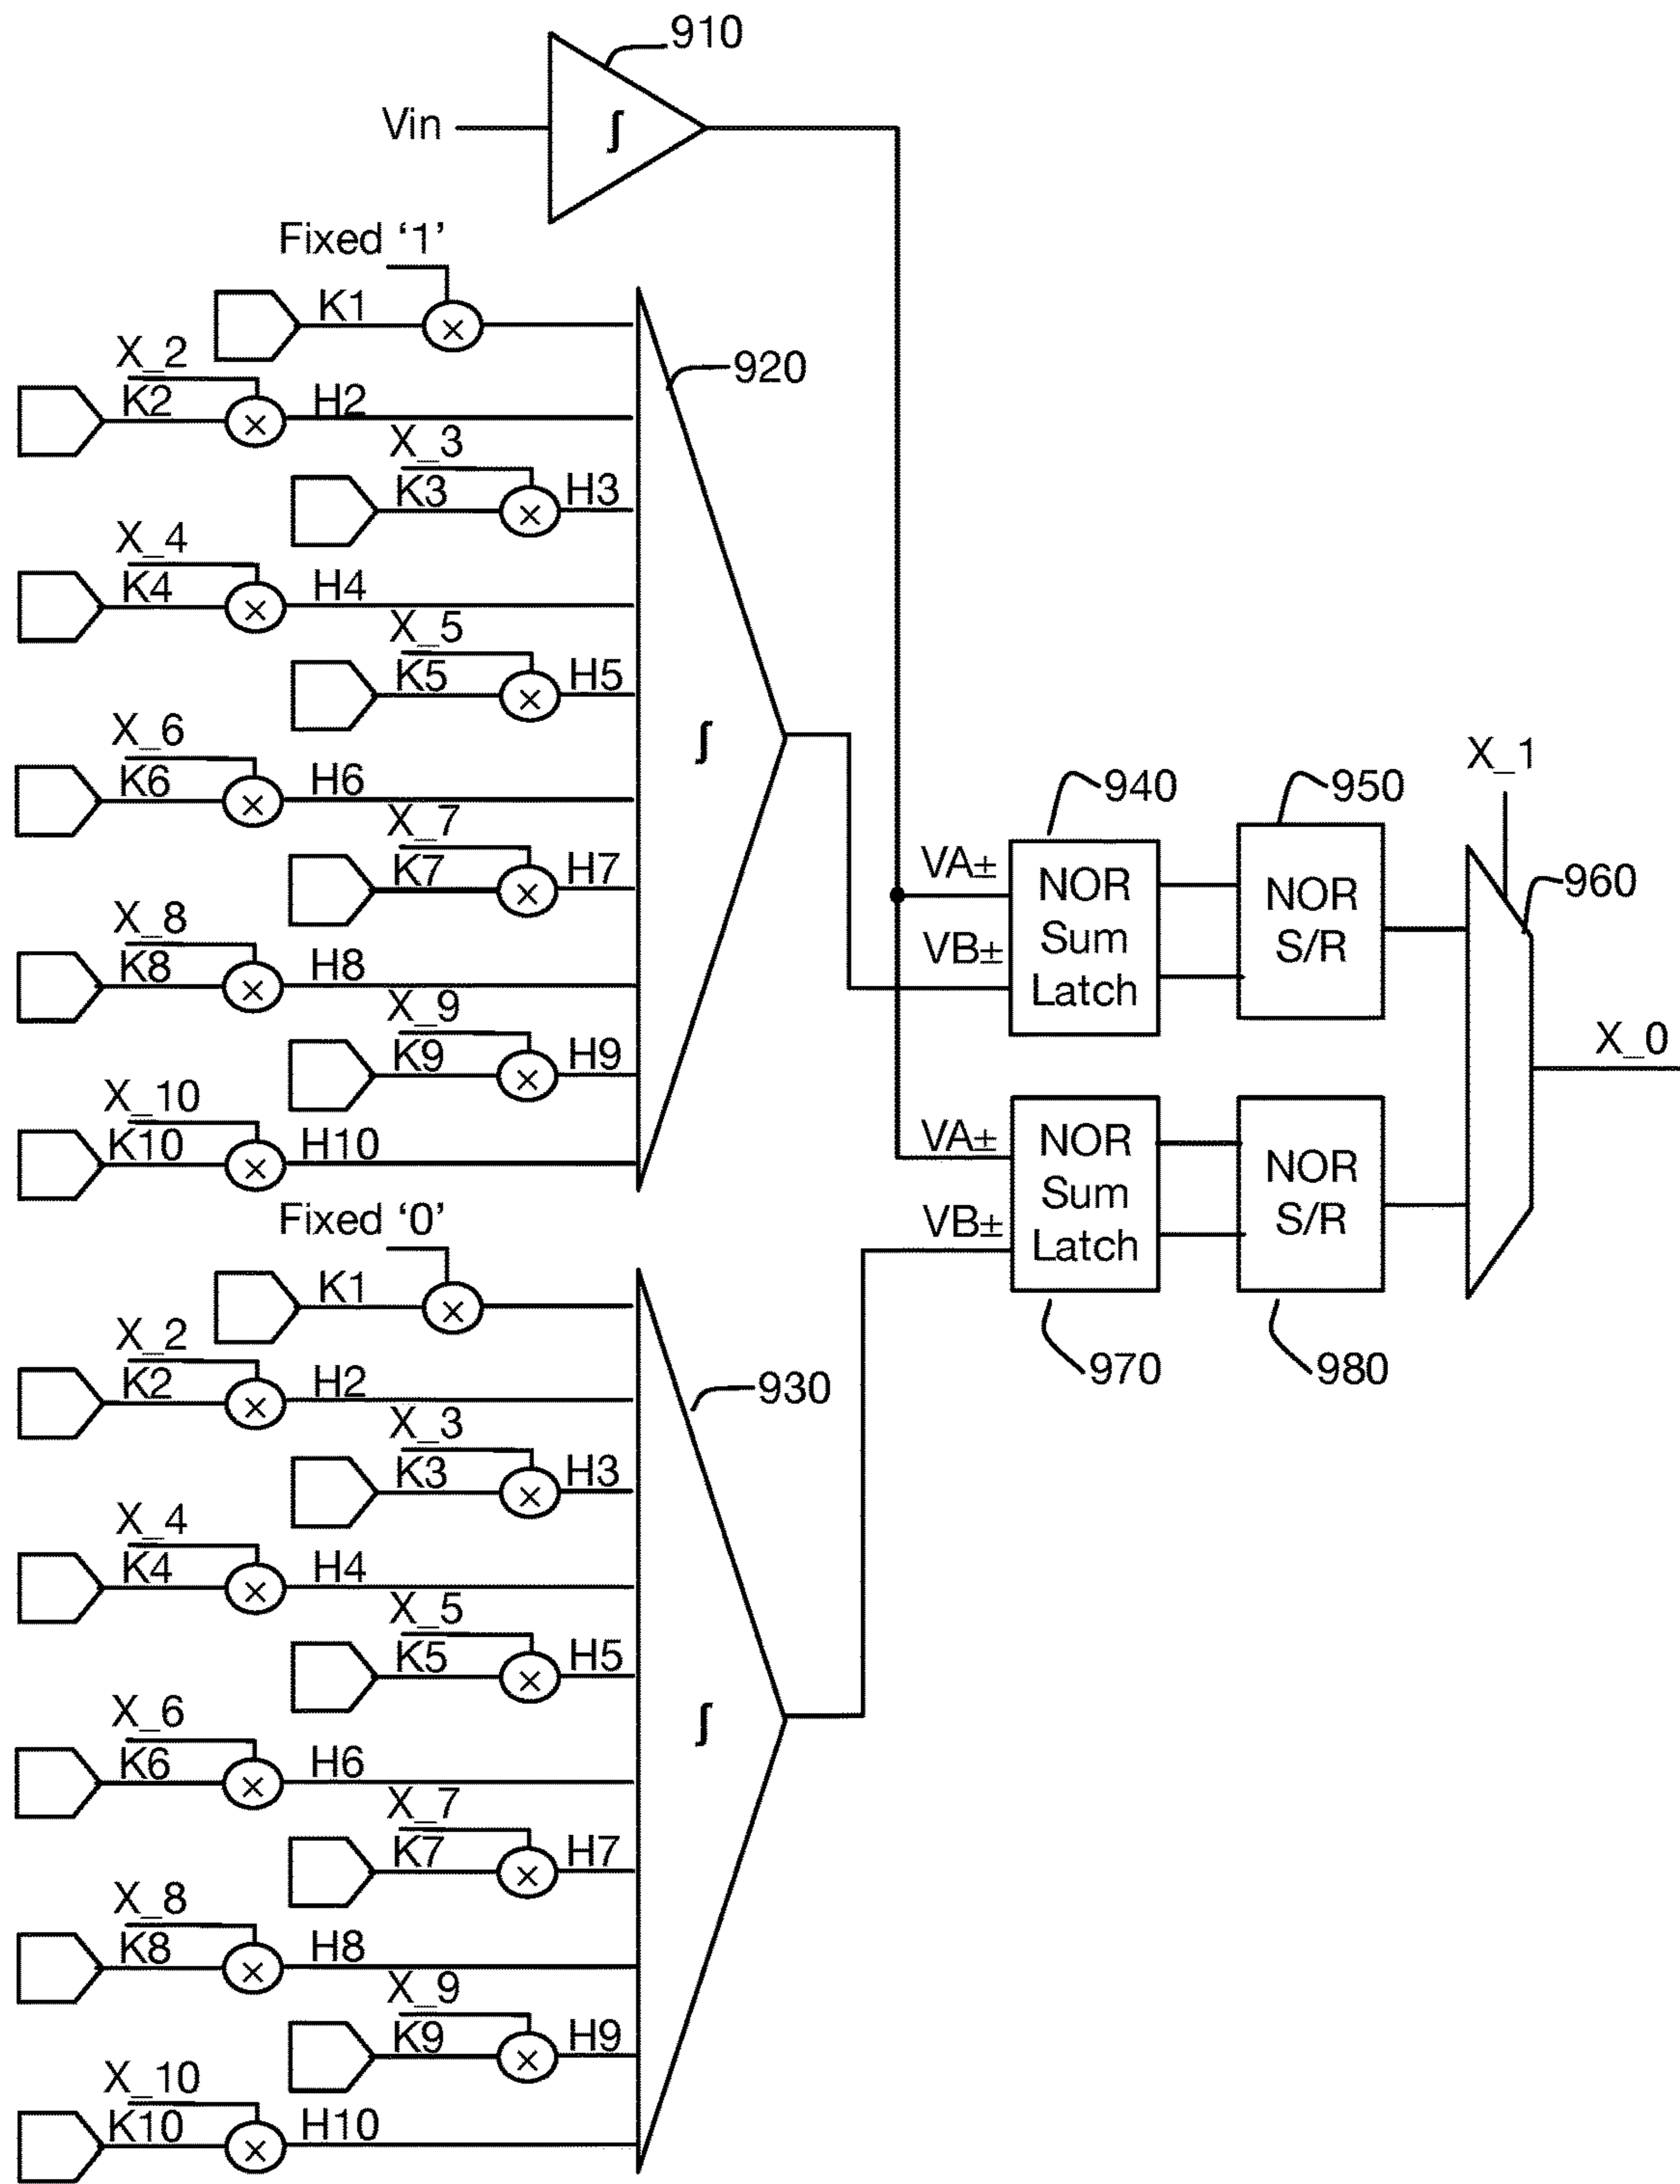 910
Vin
∫
Fixed ‘1’
K1
×
920
X_2
K2
×
H2
X_3
K3
×
H3
X_4
K4
×
H4
X_5
K5
×
H5
∫
X_6
K6
×
H6
X_7
K7
×
H7
X_8
K8
×
H8
X_9
K9
×
H9
X_10
K10
×
H10
X_1
940
950
960
VA±
VB±
NOR
Sum
Latch
NOR
S/R
X_0
VA±
VB±
NOR
Sum
Latch
NOR
S/R
970
980
Fixed ‘0’
K1
×
930
X_2
K2
×
H2
X_3
K3
×
H3
X_4
K4
×
H4
X_5
K5
×
H5
∫
X_6
K6
×
H6
X_7
K7
×
H7
X_8
K8
×
H8
X_9
K9
×
H9
X_10
K10
×
H10